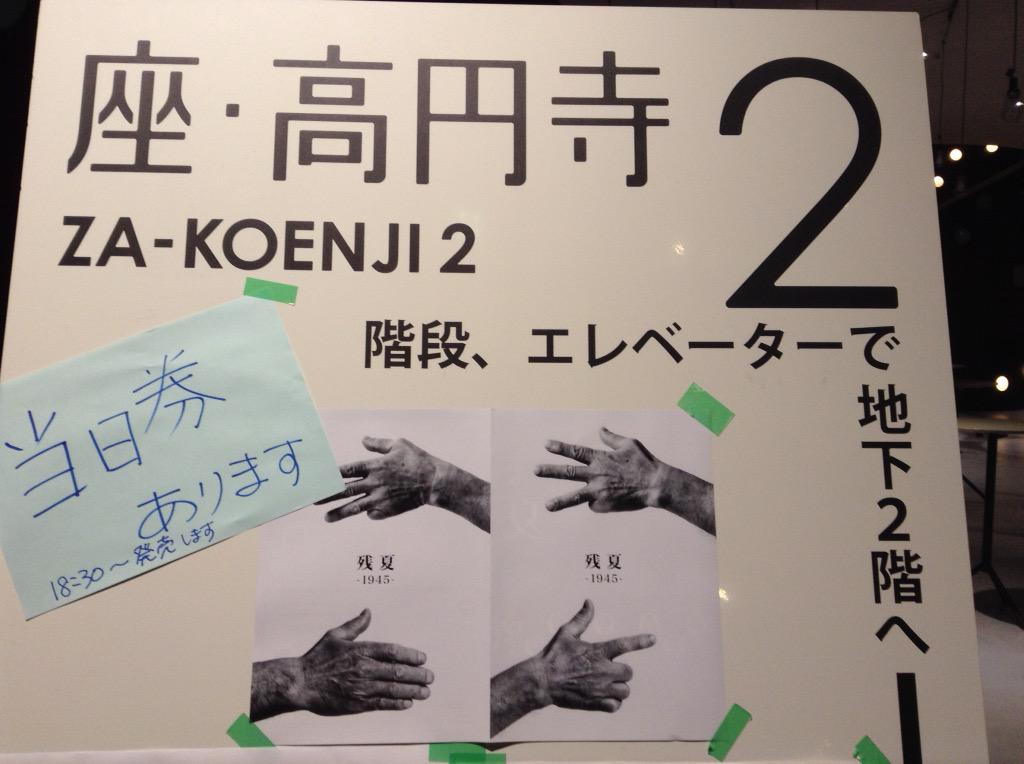 座・高円寺2
ZA-KOENJI 2
階段、エレベーターで
地下2階へ
当日券
あります
18:30～発売します
残夏
-1945-
残夏
-1945-